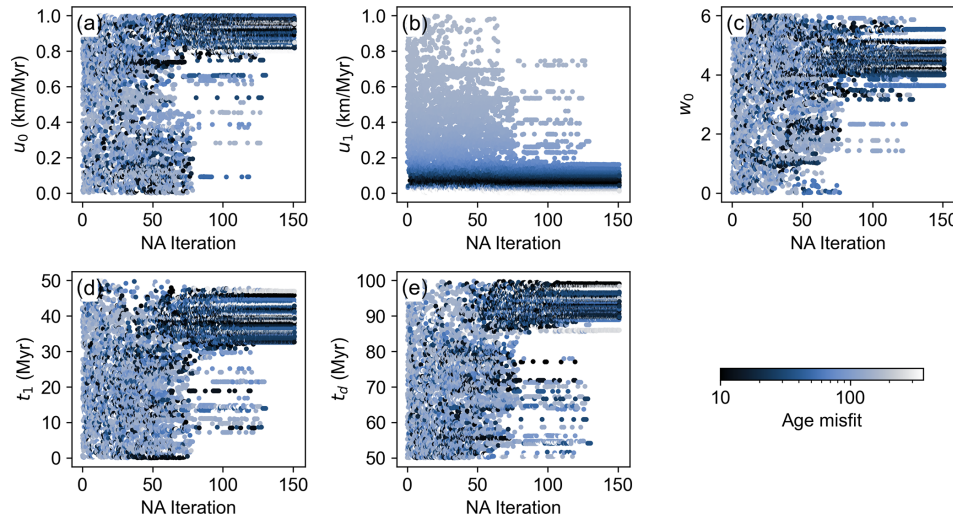 (a)
1.0
0.8
0.6
0.4
0.2
0.0
u₀ (km/Myr)
0 50 100 150
NA Iteration
(b)
1.0
0.8
0.6
0.4
0.2
0.0
u₁ (km/Myr)
0 50 100 150
NA Iteration
(c)
6
4
2
0
w₀
0 50 100 150
NA Iteration
(d)
50
40
30
20
10
0
t₁ (Myr)
0 50 100 150
NA Iteration
(e)
100
90
80
70
60
50
t_d (Myr)
0 50 100 150
NA Iteration
10 100
Age misfit